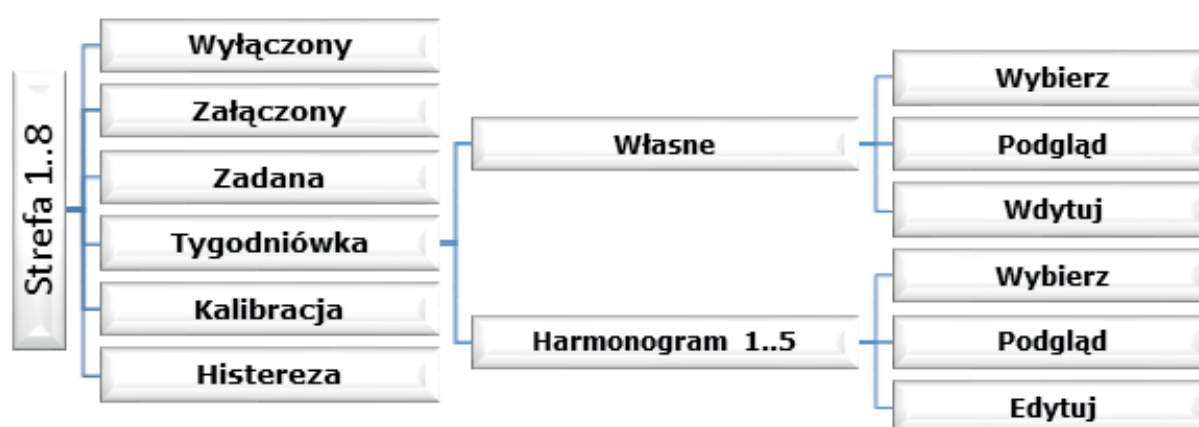 Strefa 1..8
Wyłączony
Załączony
Zadana
Tygodniówka
Kalibracja
Histereza
Własne
Harmonogram 1..5
Wybierz
Podgląd
Wdytuj
Wybierz
Podgląd
Edytuj